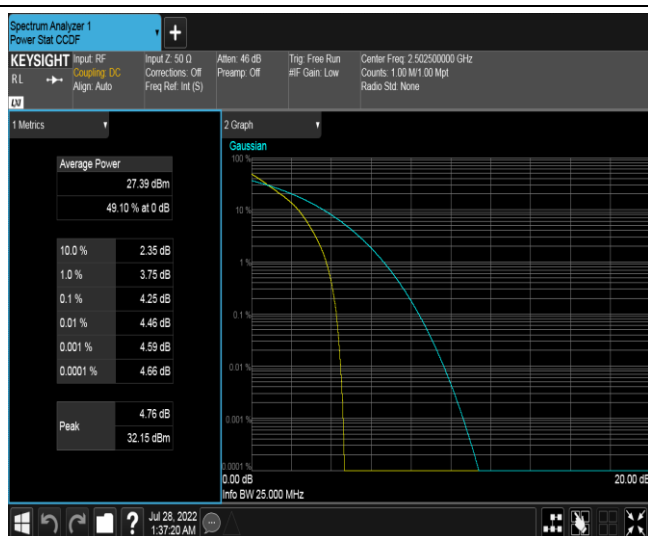 Spectrum Analyzer 1
Power Stat CCDF
+
KEYSIGHT
RL
LXI
Input: RF
Coupling: DC
Align: Auto
Input Z: 50 Ω
Corrections: Off
Freq Ref: Int (S)
Atten: 46 dB
Preamp: Off
Trig: Free Run
#IF Gain: Low
Center Freq: 2.502500000 GHz
Counts: 1.00 M/1.00 Mpt
Radio Std: None
1 Metrics
Average Power
27.39 dBm
49.10 % at 0 dB
10.0 % 2.35 dB
1.0 % 3.75 dB
0.1 % 4.25 dB
0.01 % 4.46 dB
0.001 % 4.59 dB
0.0001 % 4.66 dB
Peak
4.76 dB
32.15 dBm
2 Graph
Gaussian
100 %
10 %
1 %
0.1 %
0.01 %
0.001 %
0.0001 %
0.00 dB
20.00 dB
Info BW 25.000 MHz
?
Jul 28, 2022
1:37:20 AM